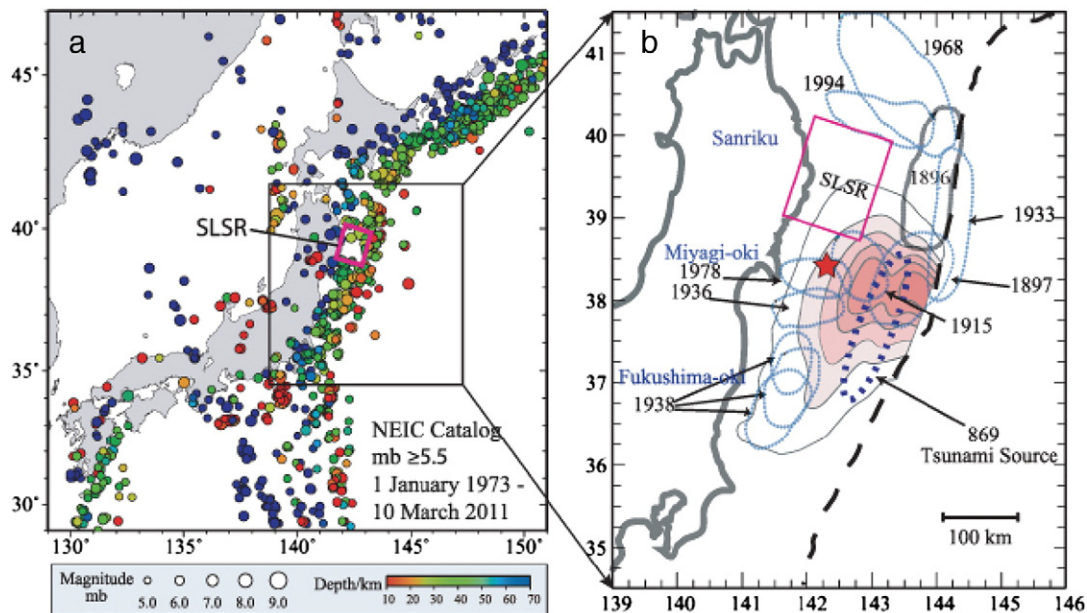 a
45°
40°
35°
30°
SLSR
NEIC Catalog
mb ≥5.5
1 January 1973 -
10 March 2011
130° 135° 140° 145° 150°
Magnitude
mb
5.0 6.0 7.0 8.0 9.0
Depth/km
10 20 30 40 50 60 70
b
41
40
39
38
37
36
35
1968
1994
Sanriku
SLSR
1896
1933
Miyagi-oki
1978
1936
1897
1915
Fukushima-oki
1938
869
Tsunami Source
100 km
139 140 141 142 143 144 145 146